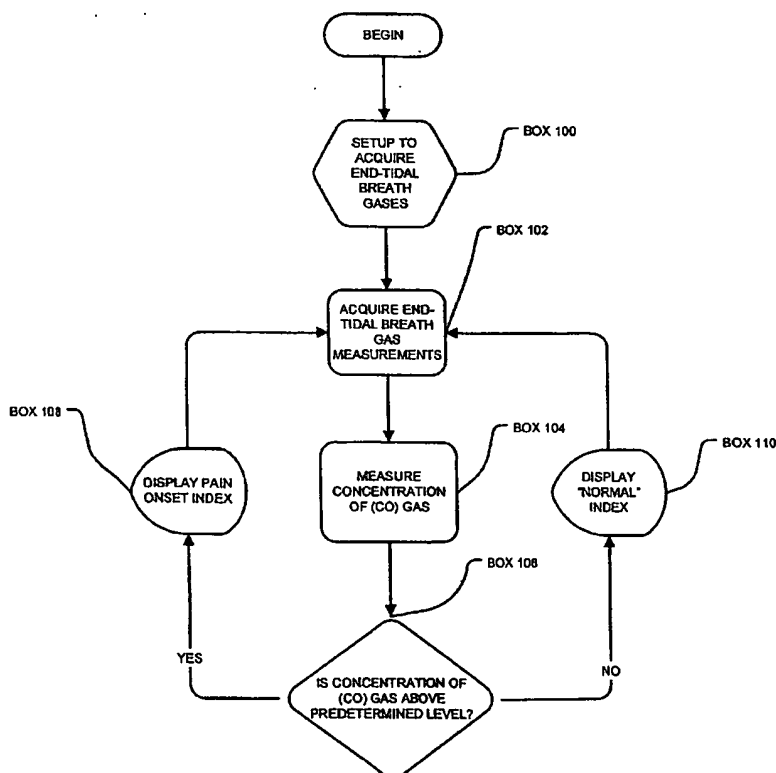 BEGIN
SETUP TO
ACQUIRE
END-TIDAL
BREATH
GASES
BOX 100
BOX 102
ACQUIRE END-
TIDAL BREATH
GAS
MEASUREMENTS
BOX 108
DISPLAY PAIN
ONSET INDEX
BOX 104
MEASURE
CONCENTRATION
OF (CO) GAS
BOX 110
DISPLAY
"NORMAL"
INDEX
BOX 106
YES
NO
IS CONCENTRATION OF
(CO) GAS ABOVE
PREDETERMINED LEVEL?